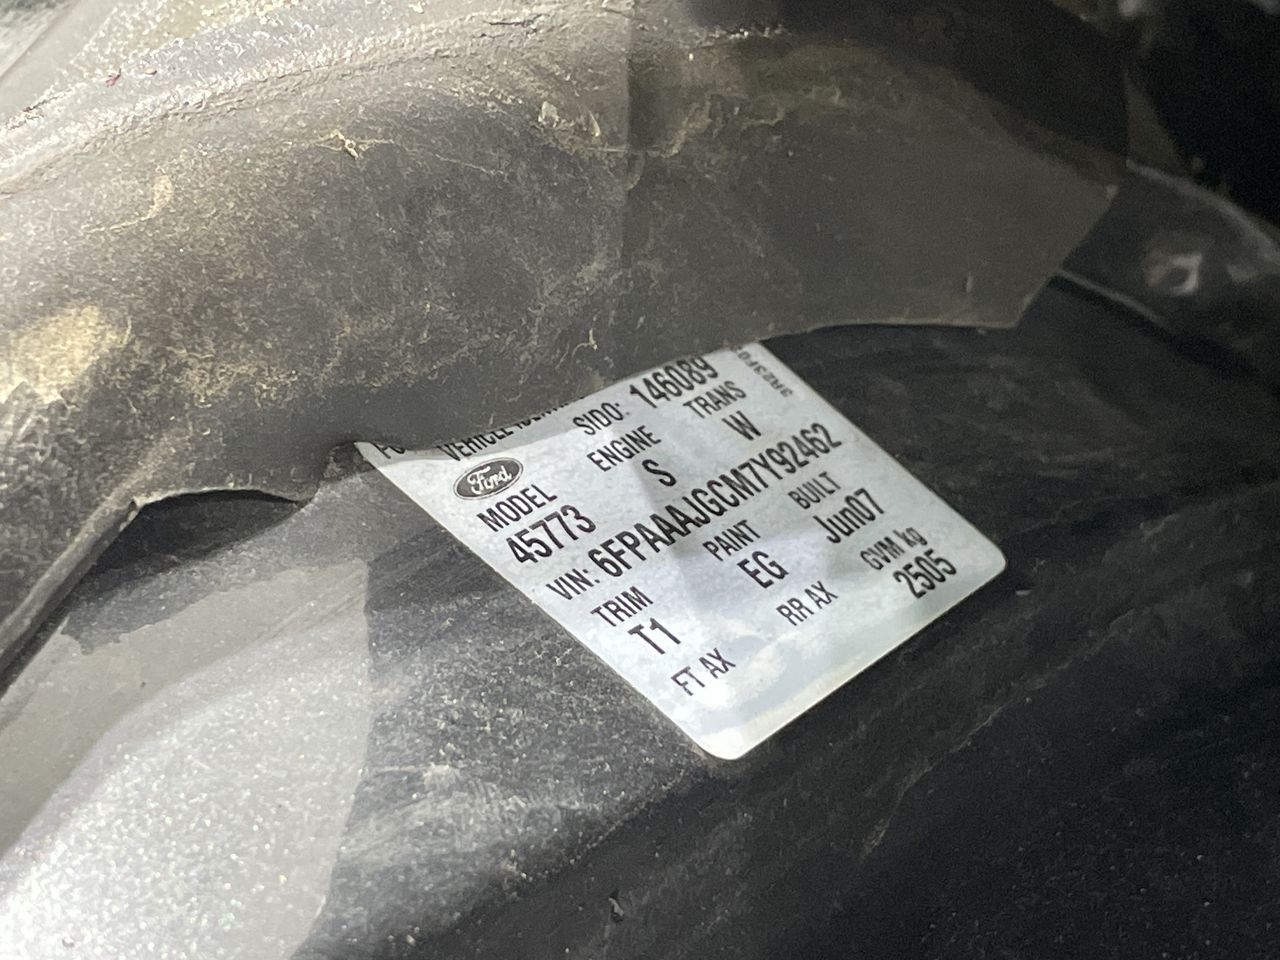 SIDO: 146089
Ford
MODEL ENGINE TRANS
45773 S W
VIN: 6FPAAAJGCM7Y92462
TRIM PAINT BUILT
T1 EG Jun07
FT AX RR AX GVM kg
2505